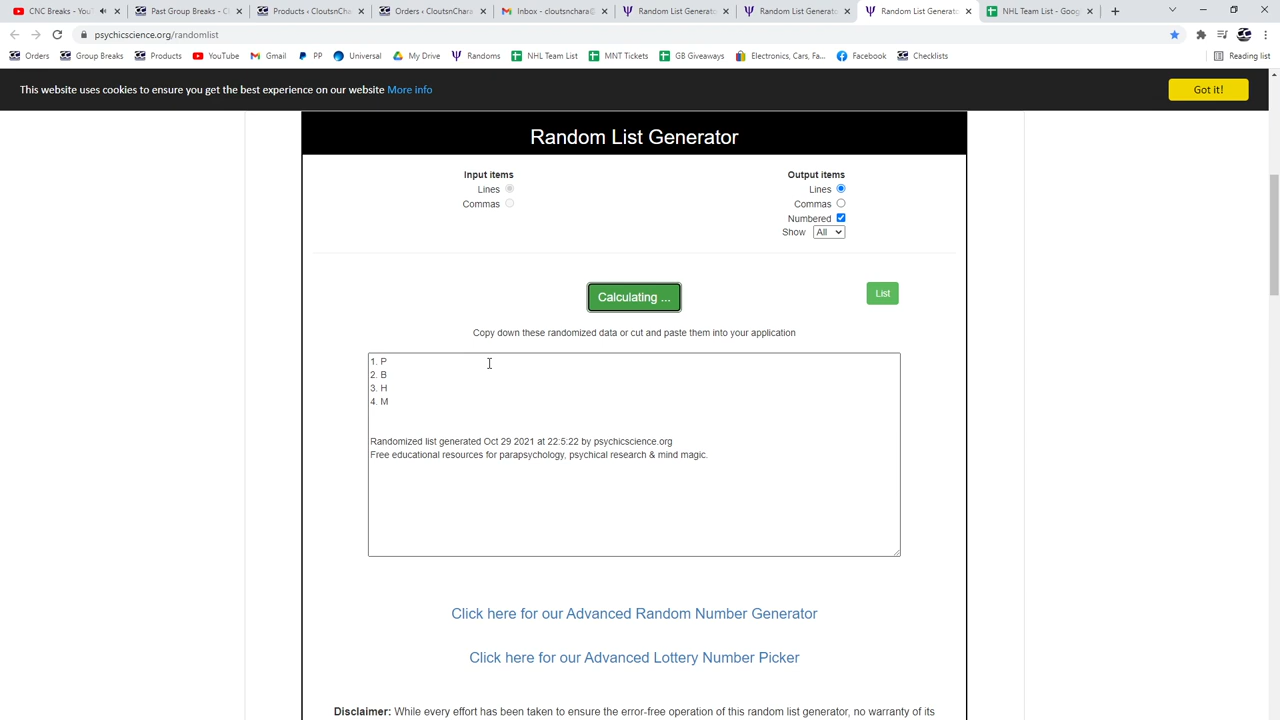 CNC Breaks - YouT
Past Group Breaks - C
Products < CloutsnChar
Orders < CloutsnChara
Inbox - cloutsnchara@c
Random List Generato
Random List Generato
Random List Generato
NHL Team List - Goog
psychicscience.org/randomlist
Orders
Group Breaks
Products
YouTube
Gmail
PP
Universal
My Drive
Randoms
NHL Team List
MNT Tickets
GB Giveaways
Electronics, Cars, Fa...
Facebook
Checklists
Reading list
This website uses cookies to ensure you get the best experience on our website More info
Got it!
Random List Generator
Input items
Lines
Commas
Output items
Lines
Commas
Numbered
Show All
Calculating ...
List
Copy down these randomized data or cut and paste them into your application
1. P
2. B
3. H
4. M
Randomized list generated Oct 29 2021 at 22:5:22 by psychicscience.org
Free educational resources for parapsychology, psychical research & mind magic.
Click here for our Advanced Random Number Generator
Click here for our Advanced Lottery Number Picker
Disclaimer: While every effort has been taken to ensure the error-free operation of this random list generator, no warranty of its